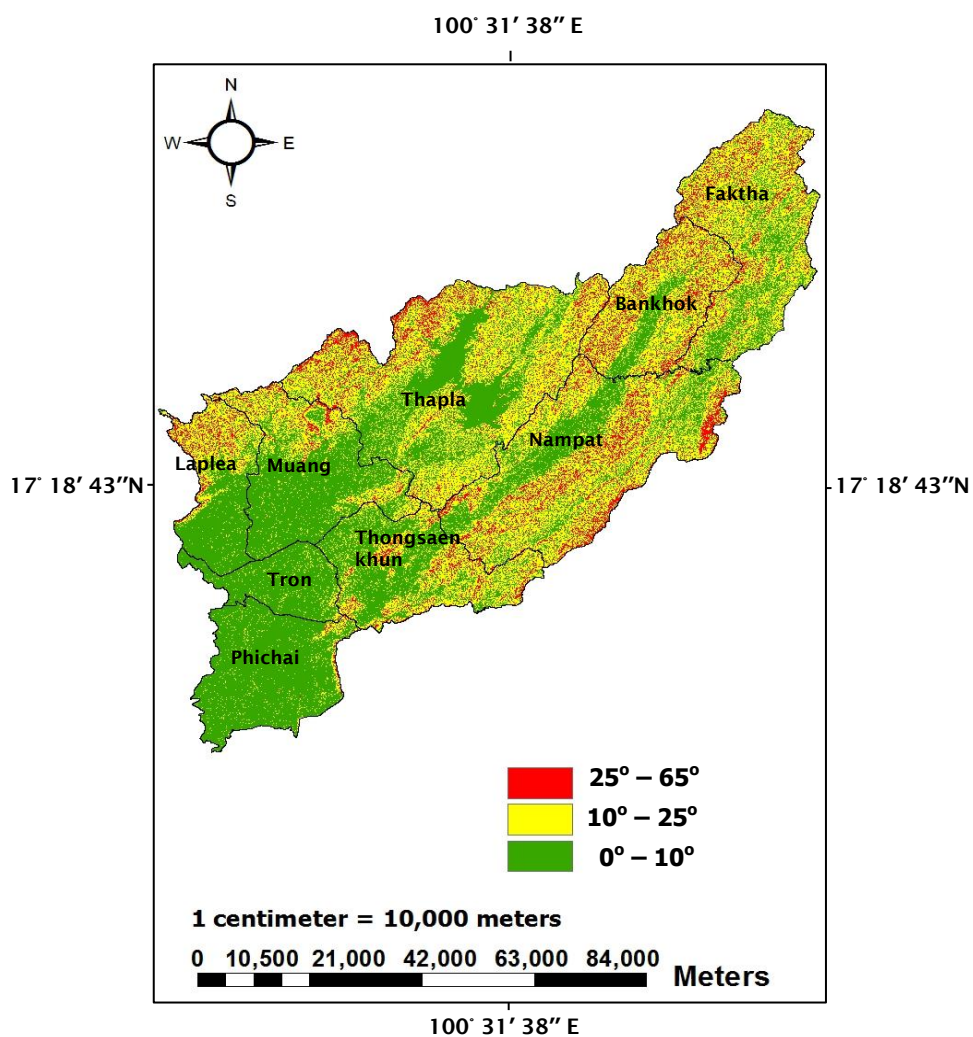 100° 31′ 38″ E
N
W E
S
Faktha
Bankhok
Thapla
Nampat
Laplea
Muang
17° 18′ 43″N
17° 18′ 43″N
Thongsaen
khun
Tron
Phichai
25° – 65°
10° – 25°
0° – 10°
1 centimeter = 10,000 meters
0 10,500 21,000 42,000 63,000 84,000
Meters
100° 31′ 38″ E